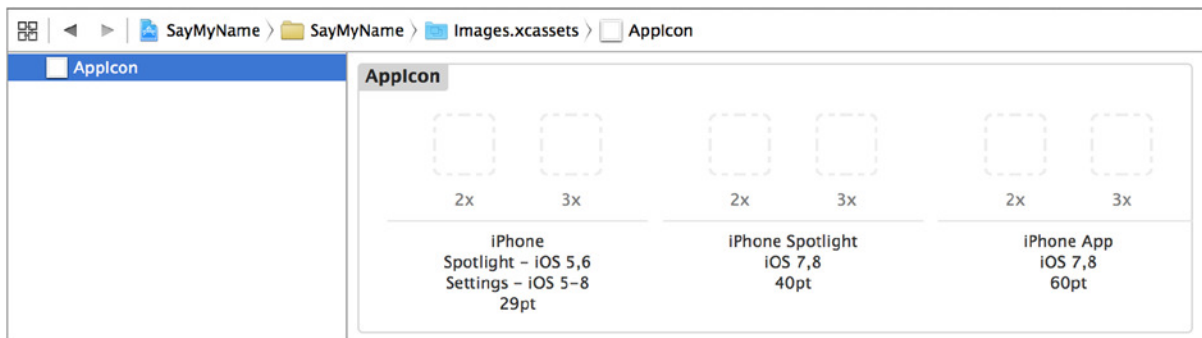 SayMyName SayMyName Images.xcassets AppIcon
AppIcon
AppIcon
2x 3x 2x 3x 2x 3x
iPhone iPhone Spotlight iPhone App
Spotlight – iOS 5,6 iOS 7,8 iOS 7,8
Settings – iOS 5–8 40pt 60pt
29pt